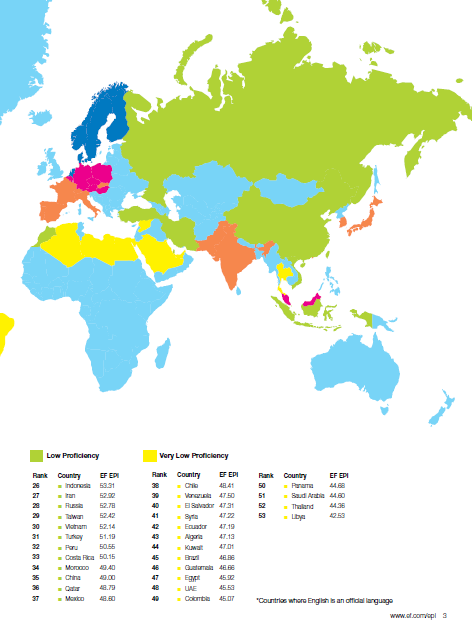 Low Proficiency
Rank Country EF EPI
26 Indonesia 53.31
27 Iran 52.92
28 Russia 52.78
29 Taiwan 52.42
30 Vietnam 52.14
31 Turkey 51.19
32 Peru 50.55
33 Costa Rica 50.15
34 Morocco 49.40
35 China 49.00
36 Qatar 48.79
37 Mexico 48.60
Very Low Proficiency
Rank Country EF EPI
38 Chile 48.41
39 Venezuela 47.50
40 El Salvador 47.31
41 Syria 47.22
42 Ecuador 47.19
43 Algeria 47.13
44 Kuwait 47.01
45 Brazil 46.86
46 Guatemala 46.66
47 Egypt 45.92
48 UAE 45.53
49 Colombia 45.07
Rank Country EF EPI
50 Panama 44.68
51 Saudi Arabia 44.60
52 Thailand 44.36
53 Libya 42.53
*Countries where English is an official language
www.ef.com/epi 3